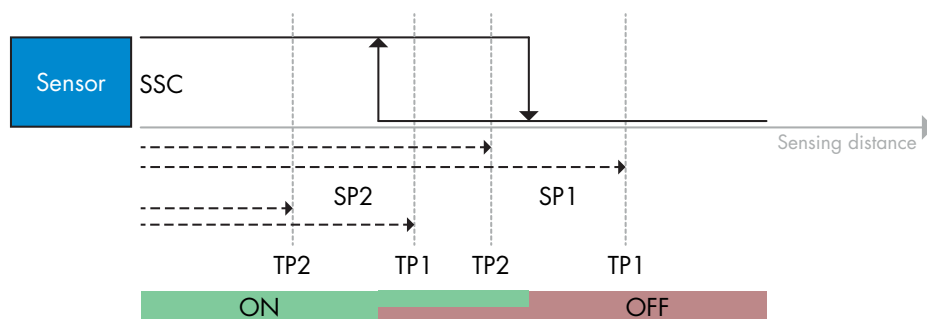 Sensor
SSC
Sensing distance
SP2 SP1
TP2 TP1 TP2 TP1
ON OFF